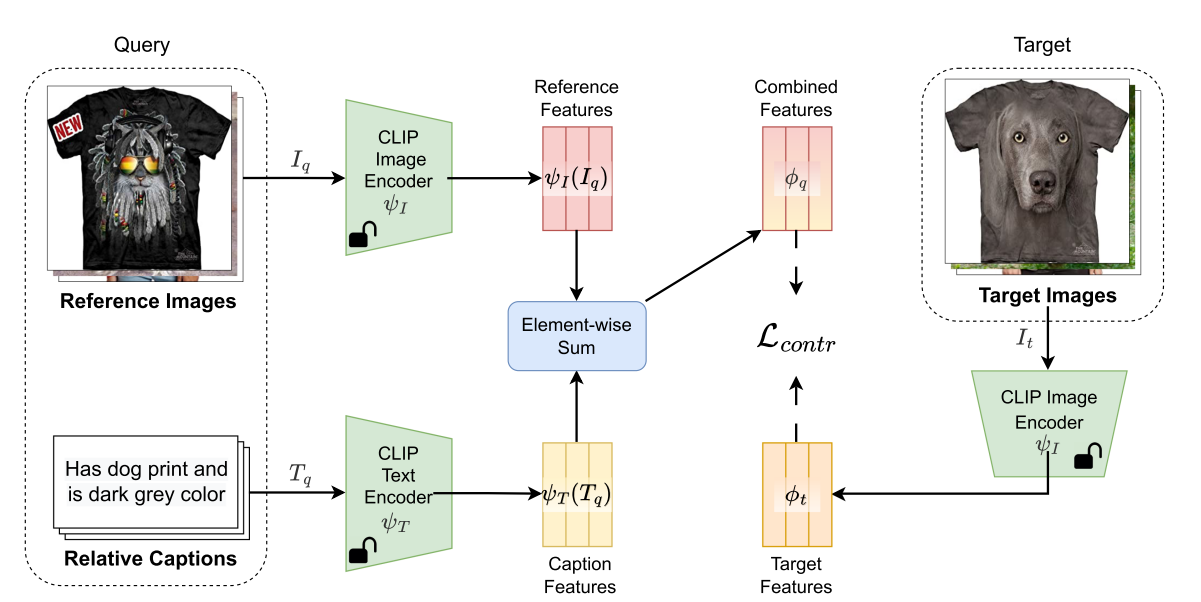 Query
Target
NEW
Reference Images
I_q
CLIP
Image
Encoder
ψ_I
Reference
Features
ψ_I(I_q)
Combined
Features
ϕ_q
Element-wise
Sum
ℒ_contr
Target Images
I_t
CLIP Image
Encoder
ψ_I
Has dog print and
is dark grey color
Relative Captions
T_q
CLIP
Text
Encoder
ψ_T
ψ_T(T_q)
Caption
Features
ϕ_t
Target
Features